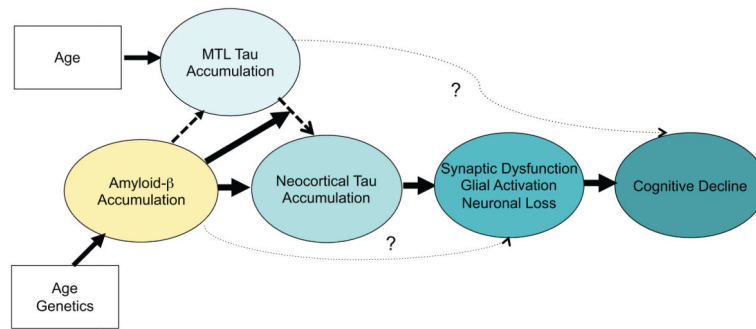 Age
MTL Tau
Accumulation
?
Amyloid-β
Accumulation
Neocortical Tau
Accumulation
Synaptic Dysfunction
Glial Activation
Neuronal Loss
Cognitive Decline
?
Age
Genetics